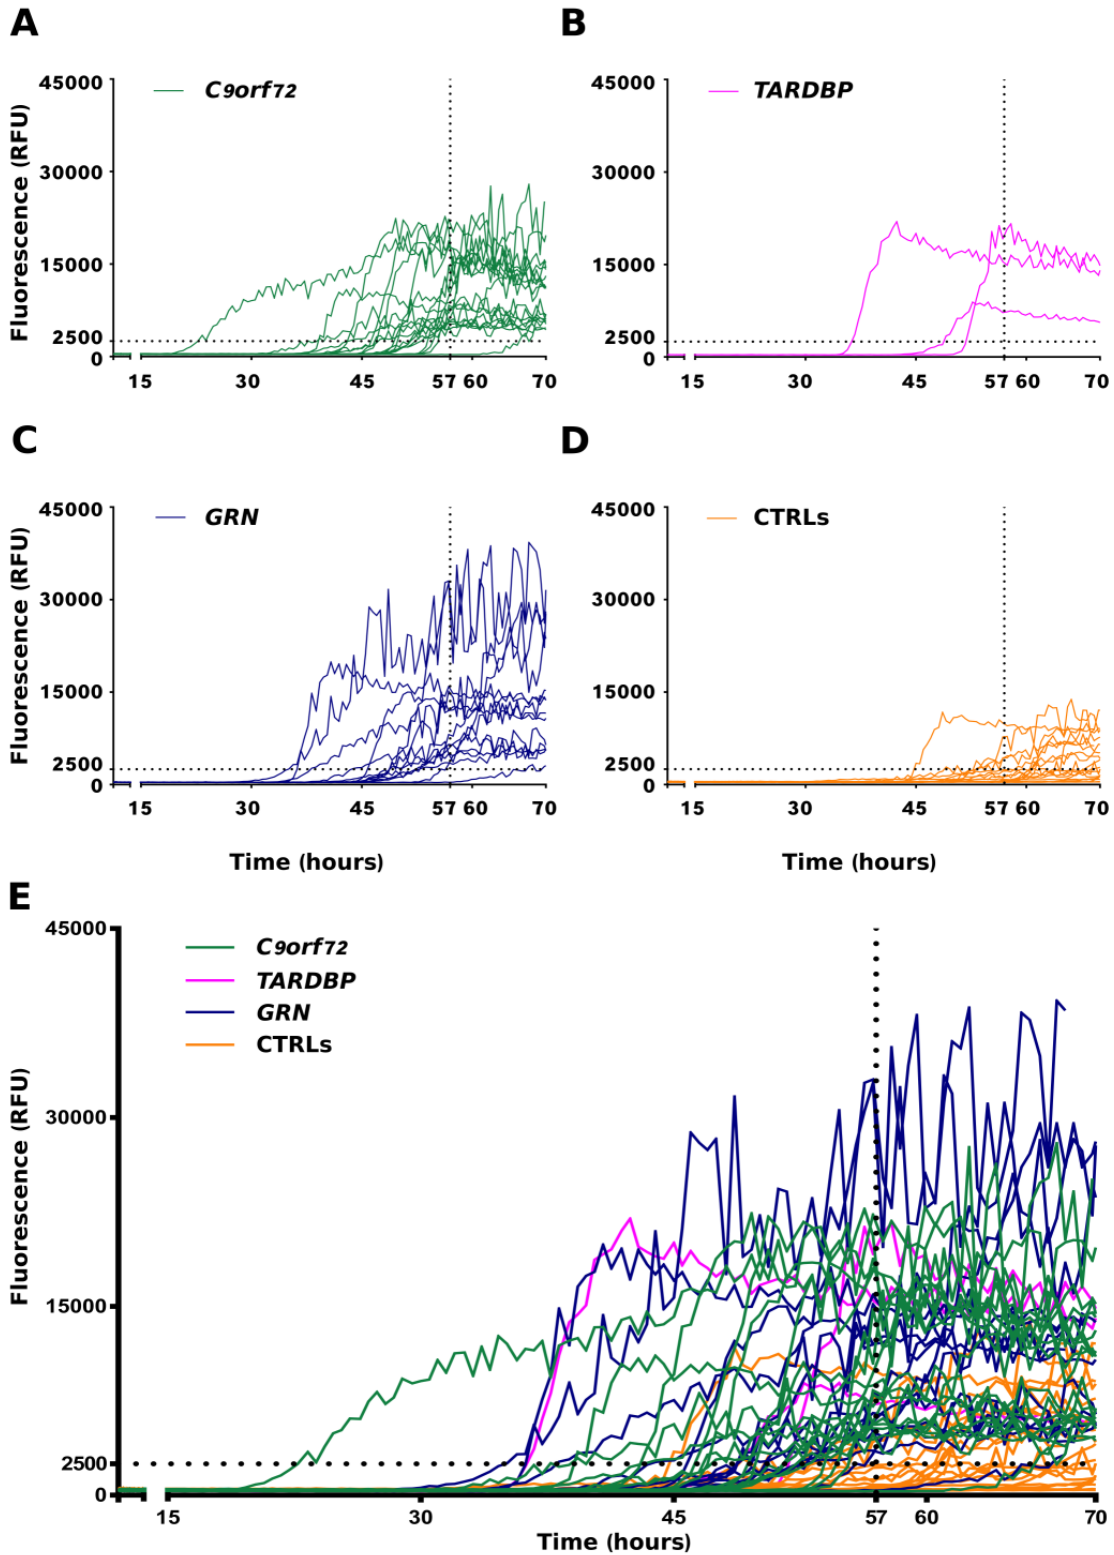 A
B
45000
C9orf72
45000
TARDBP
30000
30000
15000
15000
2500
2500
0
0
Fluorescence (RFU)
15 30 45 57 60 70
15 30 45 57 60 70
C
D
45000
GRN
45000
CTRLs
30000
30000
15000
15000
2500
2500
0
0
Fluorescence (RFU)
15 30 45 57 60 70
15 30 45 57 60 70
Time (hours)
Time (hours)
E
45000
C9orf72
TARDBP
GRN
CTRLs
30000
15000
2500
0
Fluorescence (RFU)
15 30 45 57 60 70
Time (hours)